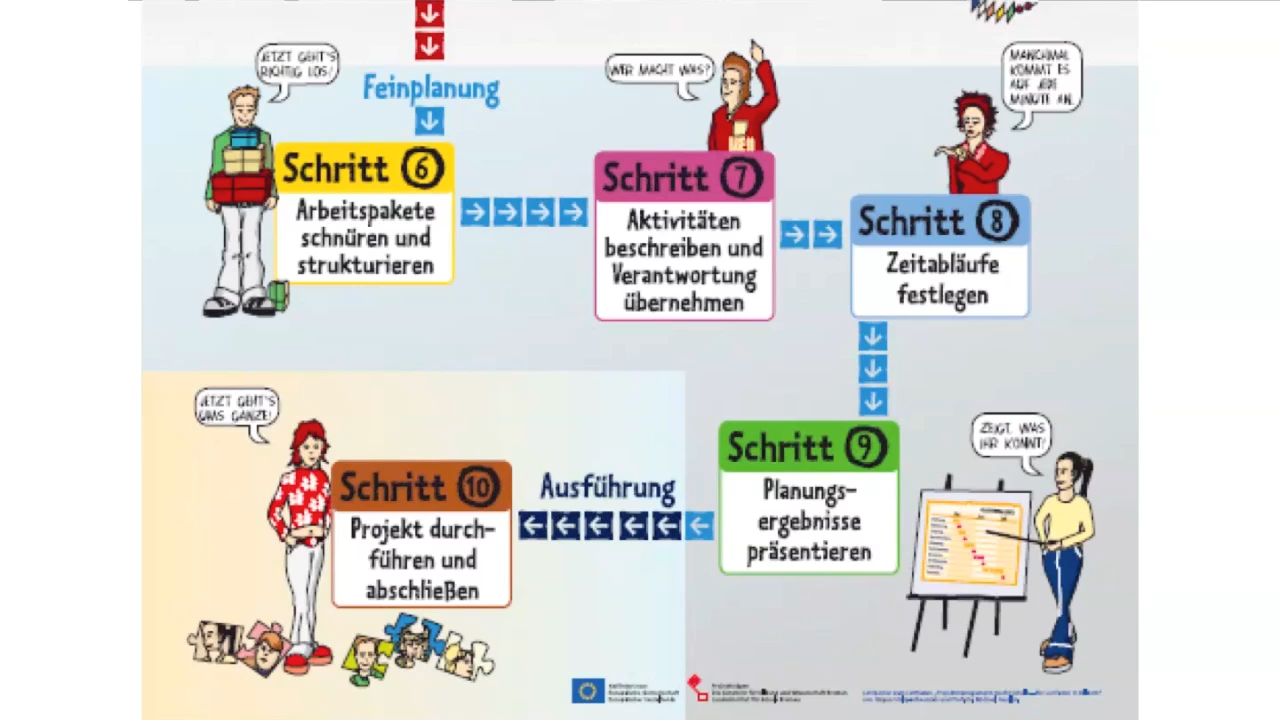 JETZT GEHT'S
RICHTIG LOS!
Feinplanung
Schritt 6
Arbeitspakete
schnüren und
strukturieren
WER MACHT WAS?
Schritt 7
Aktivitäten
beschreiben und
Verantwortung
übernehmen
MANCHMAL
KOMMT ES
AUF JEDE
MINUTE AN.
Schritt 8
Zeitabläufe
festlegen
ZEIGT, WAS
IHR KÖNNT!
Schritt 9
Planungs-
ergebnisse
präsentieren
Ausführung
JETZT GEHT'S
UMS GANZE!
Schritt 10
Projekt durch-
führen und
abschließen